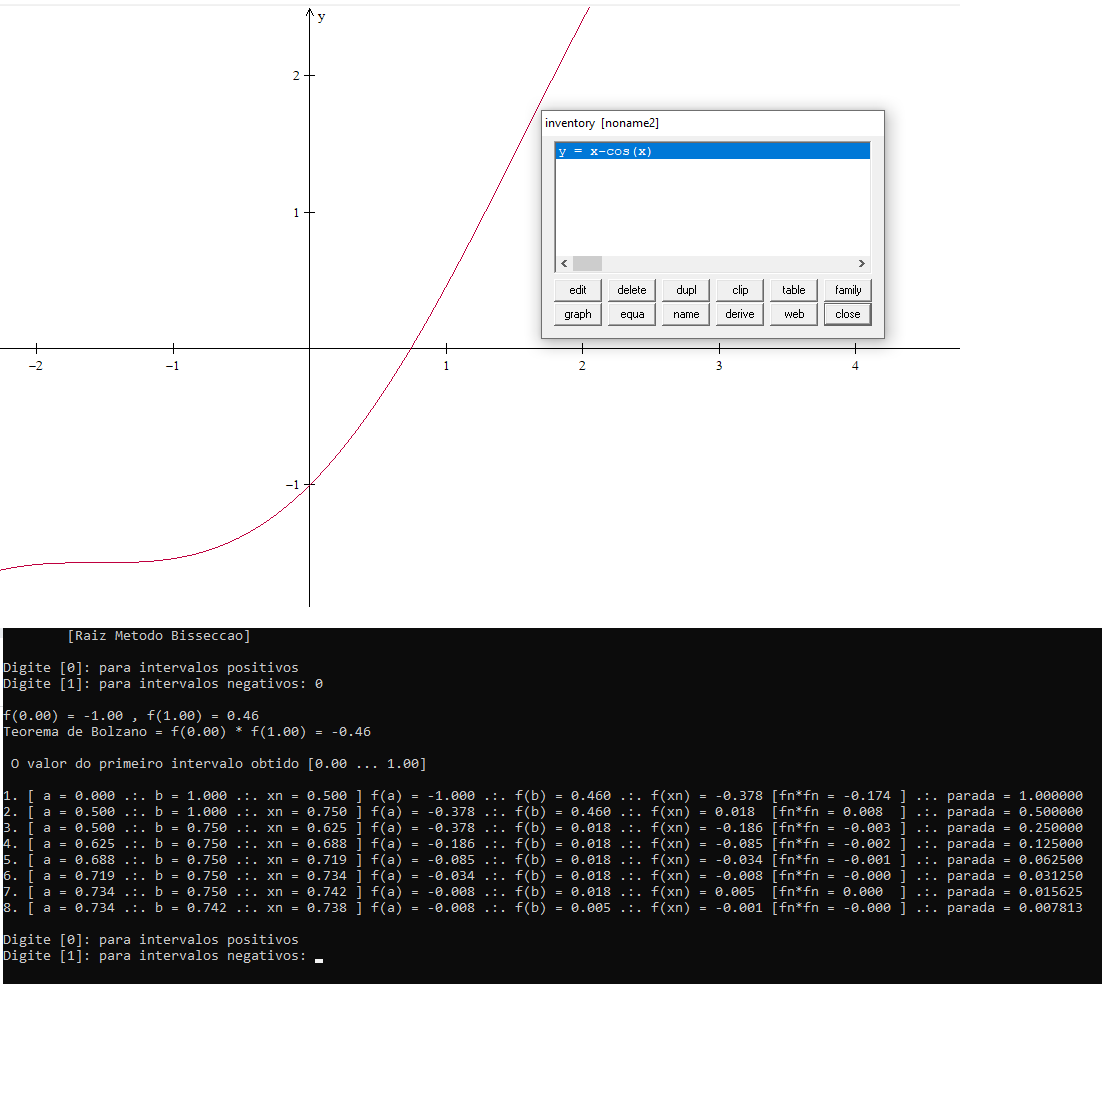 y
2
1
−1
−2
−1
1
2
3
4
inventory [noname2]
y = x-cos(x)
edit delete dupl clip table family
graph equa name derive web close
[Raiz Metodo Bisseccao]
Digite [0]: para intervalos positivos
Digite [1]: para intervalos negativos: 0
f(0.00) = -1.00 , f(1.00) = 0.46
Teorema de Bolzano = f(0.00) * f(1.00) = -0.46
O valor do primeiro intervalo obtido [0.00 ... 1.00]
1. [ a = 0.000 .:. b = 1.000 .:. xn = 0.500 ] f(a) = -1.000 .:. f(b) = 0.460 .:. f(xn) = -0.378 [fn*fn = -0.174 ] .:. parada = 1.000000
2. [ a = 0.500 .:. b = 1.000 .:. xn = 0.750 ] f(a) = -0.378 .:. f(b) = 0.460 .:. f(xn) = 0.018  [fn*fn = 0.008  ] .:. parada = 0.500000
3. [ a = 0.500 .:. b = 0.750 .:. xn = 0.625 ] f(a) = -0.378 .:. f(b) = 0.018 .:. f(xn) = -0.186 [fn*fn = -0.003 ] .:. parada = 0.250000
4. [ a = 0.625 .:. b = 0.750 .:. xn = 0.688 ] f(a) = -0.186 .:. f(b) = 0.018 .:. f(xn) = -0.085 [fn*fn = -0.002 ] .:. parada = 0.125000
5. [ a = 0.688 .:. b = 0.750 .:. xn = 0.719 ] f(a) = -0.085 .:. f(b) = 0.018 .:. f(xn) = -0.034 [fn*fn = -0.001 ] .:. parada = 0.062500
6. [ a = 0.719 .:. b = 0.750 .:. xn = 0.734 ] f(a) = -0.034 .:. f(b) = 0.018 .:. f(xn) = -0.008 [fn*fn = -0.000 ] .:. parada = 0.031250
7. [ a = 0.734 .:. b = 0.750 .:. xn = 0.742 ] f(a) = -0.008 .:. f(b) = 0.018 .:. f(xn) = 0.005  [fn*fn = 0.000  ] .:. parada = 0.015625
8. [ a = 0.734 .:. b = 0.742 .:. xn = 0.738 ] f(a) = -0.008 .:. f(b) = 0.005 .:. f(xn) = -0.001 [fn*fn = -0.000 ] .:. parada = 0.007813
Digite [0]: para intervalos positivos
Digite [1]: para intervalos negativos: